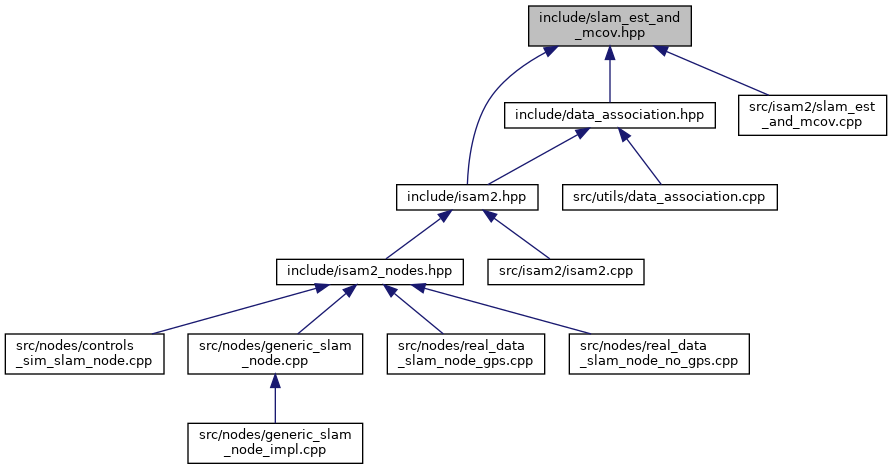 include/slam_est_and
_mcov.hpp
src/isam2/slam_est
_and_mcov.cpp
include/data_association.hpp
include/isam2.hpp
src/utils/data_association.cpp
include/isam2_nodes.hpp
src/isam2/isam2.cpp
src/nodes/controls
_sim_slam_node.cpp
src/nodes/generic_slam
_node.cpp
src/nodes/real_data
_slam_node_gps.cpp
src/nodes/real_data
_slam_node_no_gps.cpp
src/nodes/generic_slam
_node_impl.cpp